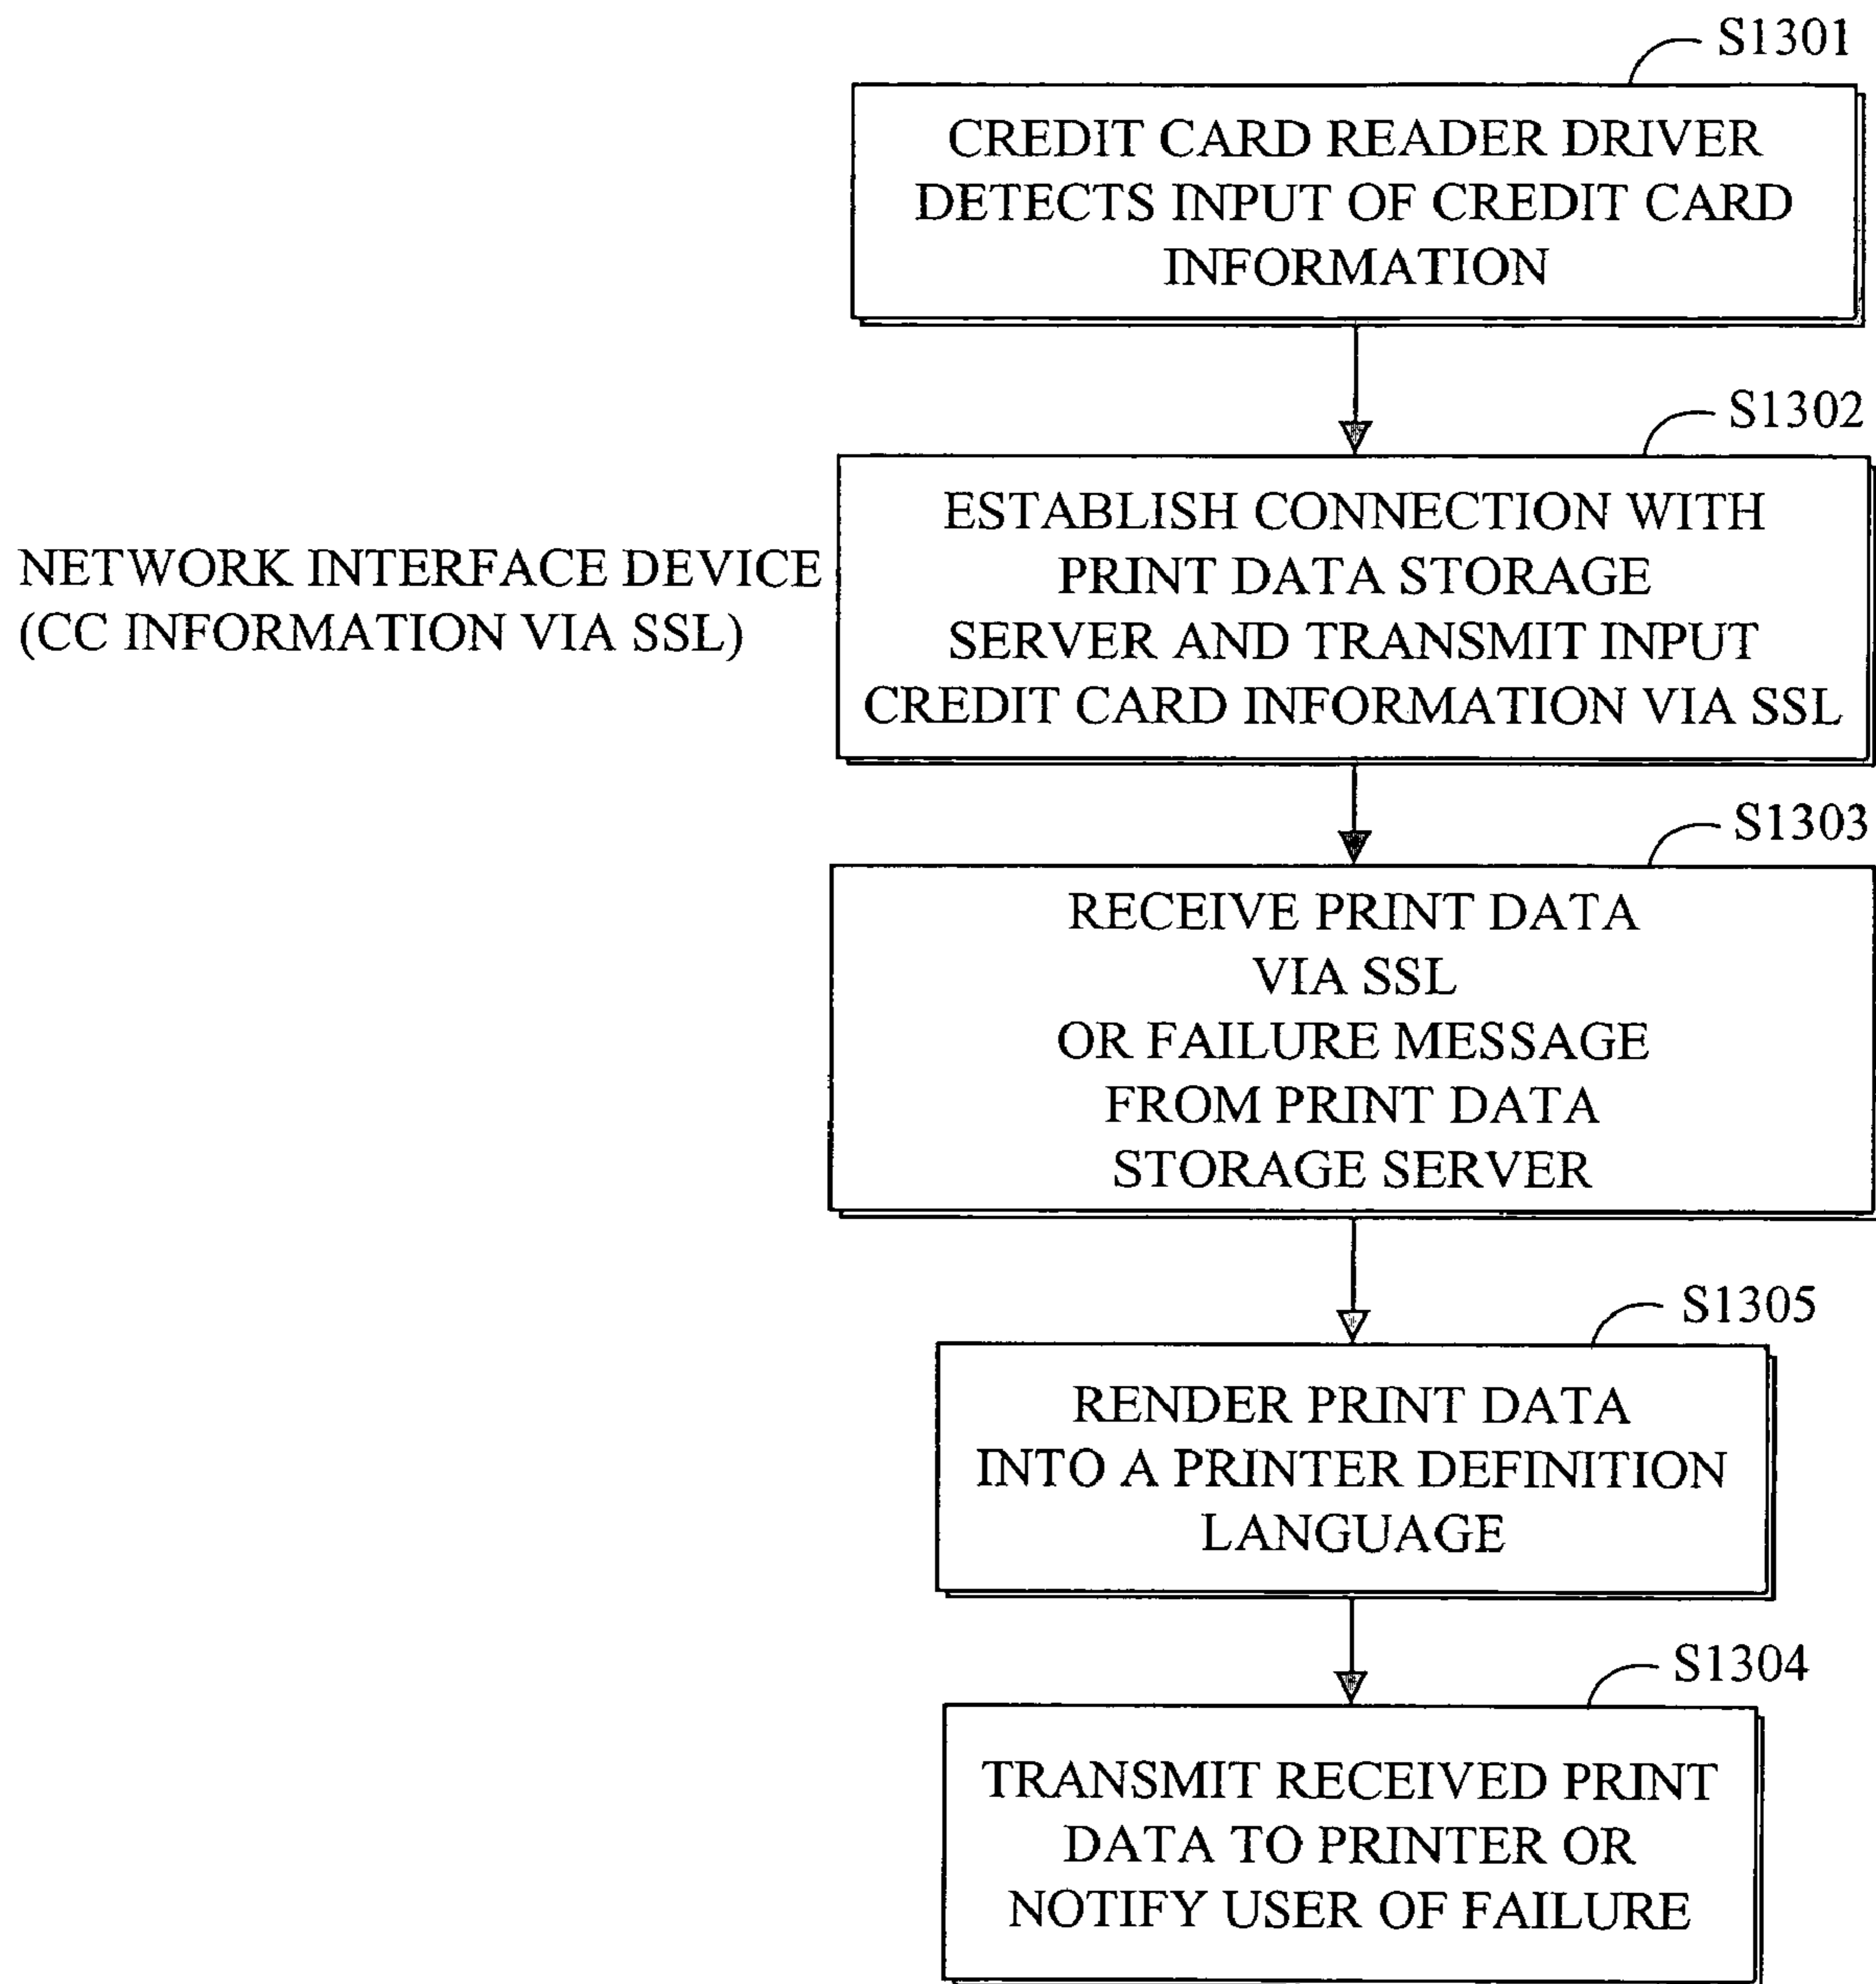 S1301
CREDIT CARD READER DRIVER
DETECTS INPUT OF CREDIT CARD
INFORMATION
S1302
NETWORK INTERFACE DEVICE
(CC INFORMATION VIA SSL)
ESTABLISH CONNECTION WITH
PRINT DATA STORAGE
SERVER AND TRANSMIT INPUT
CREDIT CARD INFORMATION VIA SSL
S1303
RECEIVE PRINT DATA
VIA SSL
OR FAILURE MESSAGE
FROM PRINT DATA
STORAGE SERVER
S1305
RENDER PRINT DATA
INTO A PRINTER DEFINITION
LANGUAGE
S1304
TRANSMIT RECEIVED PRINT
DATA TO PRINTER OR
NOTIFY USER OF FAILURE